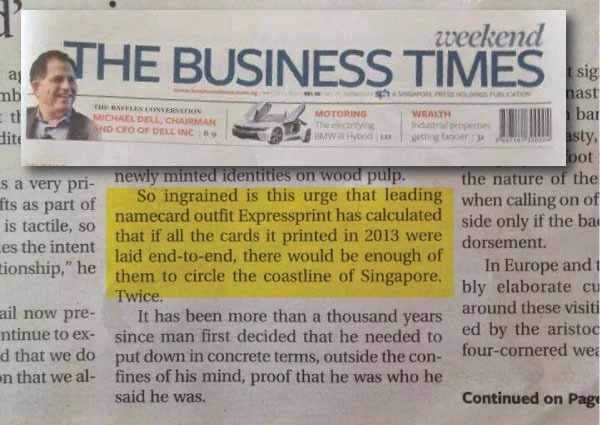 weekend
THE BUSINESS TIMES
A SINGAPORE PRESS HOLDINGS PUBLICATION
THE RAFFLES CONVERSATION
MICHAEL DELL, CHAIRMAN
AND CEO OF DELL INC | 8-9
MOTORING
The electrifying
BMW i8 Hybrid
WEALTH
Industrial properties
getting fancier
newly minted identities on wood pulp.
So ingrained is this urge that leading
namecard outfit Expressprint has calculated
that if all the cards it printed in 2013 were
laid end-to-end, there would be enough of
them to circle the coastline of Singapore.
Twice.
It has been more than a thousand years
since man first decided that he needed to
put down in concrete terms, outside the con-
fines of his mind, proof that he was who he
said he was.
s a very pri-
fts as part of
is tactile, so
es the intent
tionship," he
ail now pre-
ntinue to ex-
d that we do
on that we al-
the nature of the
when calling on of
side only if the ba
dorsement.
In Europe and t
bly elaborate cu
around these visiti
ed by the aristoc
four-cornered wea
Continued on Page